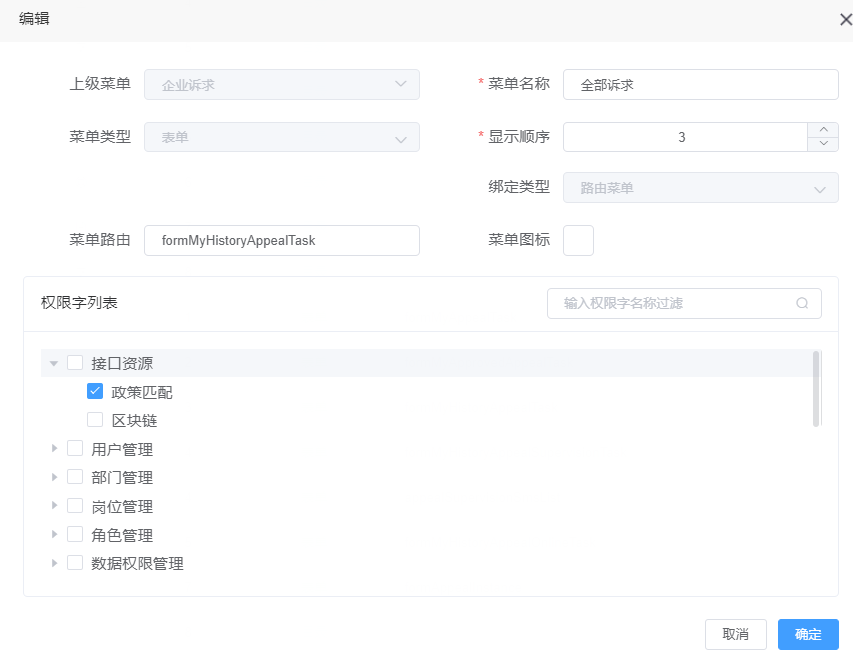 编辑
上级菜单 企业诉求 * 菜单名称 全部诉求
菜单类型 表单 * 显示顺序 3
绑定类型 路由菜单
菜单路由 formMyHistoryAppealTask 菜单图标
权限字列表 输入权限字名称过滤
接口资源
政策匹配
区块链
用户管理
部门管理
岗位管理
角色管理
数据权限管理
取消 确定